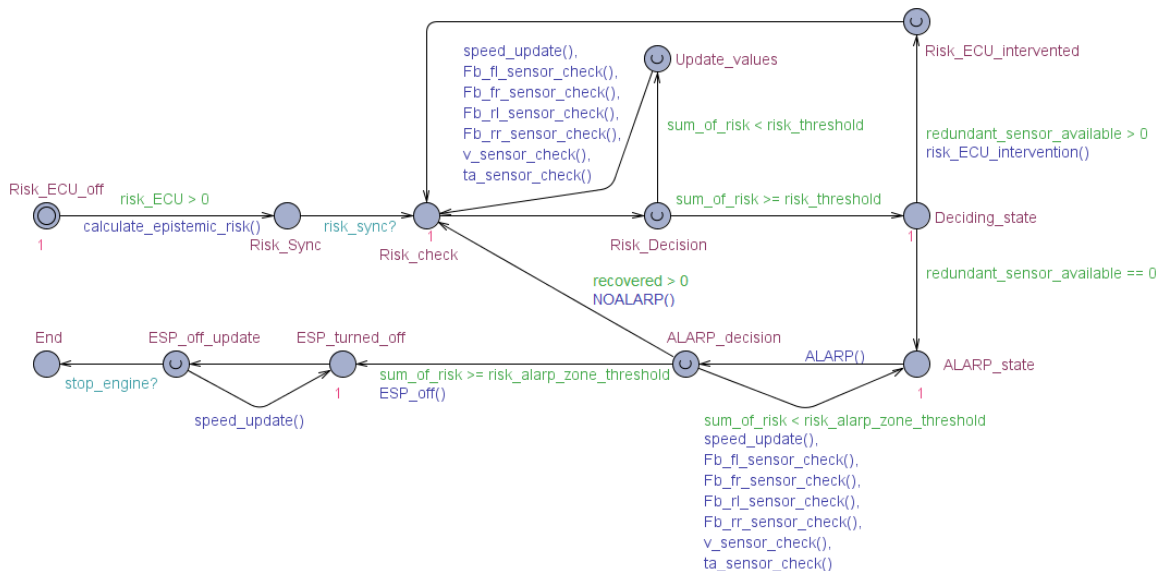 Risk_ECU_intervented
speed_update(),
Fb_fl_sensor_check(),
Fb_fr_sensor_check(),
Fb_rl_sensor_check(),
Fb_rr_sensor_check(),
v_sensor_check(),
ta_sensor_check()
Update_values
sum_of_risk < risk_threshold
redundant_sensor_available > 0
risk_ECU_intervention()
Risk_ECU_off
1
risk_ECU > 0
calculate_epistemic_risk()
Risk_Sync
risk_sync?
1
Risk_check
Risk_Decision
sum_of_risk >= risk_threshold
Deciding_state
1
redundant_sensor_available == 0
recovered > 0
NOALARP()
End
stop_engine?
ESP_off_update
speed_update()
ESP_turned_off
1
sum_of_risk >= risk_alarp_zone_threshold
ESP_off()
ALARP_decision
ALARP()
ALARP_state
1
sum_of_risk < risk_alarp_zone_threshold
speed_update(),
Fb_fl_sensor_check(),
Fb_fr_sensor_check(),
Fb_rl_sensor_check(),
Fb_rr_sensor_check(),
v_sensor_check(),
ta_sensor_check()